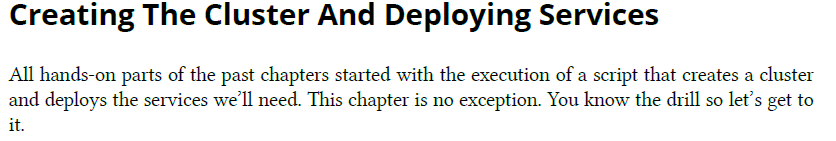 Creating The Cluster And Deploying Services
All hands-on parts of the past chapters started with the execution of a script that creates a cluster
and deploys the services we’ll need. This chapter is no exception. You know the drill so let’s get to
it.